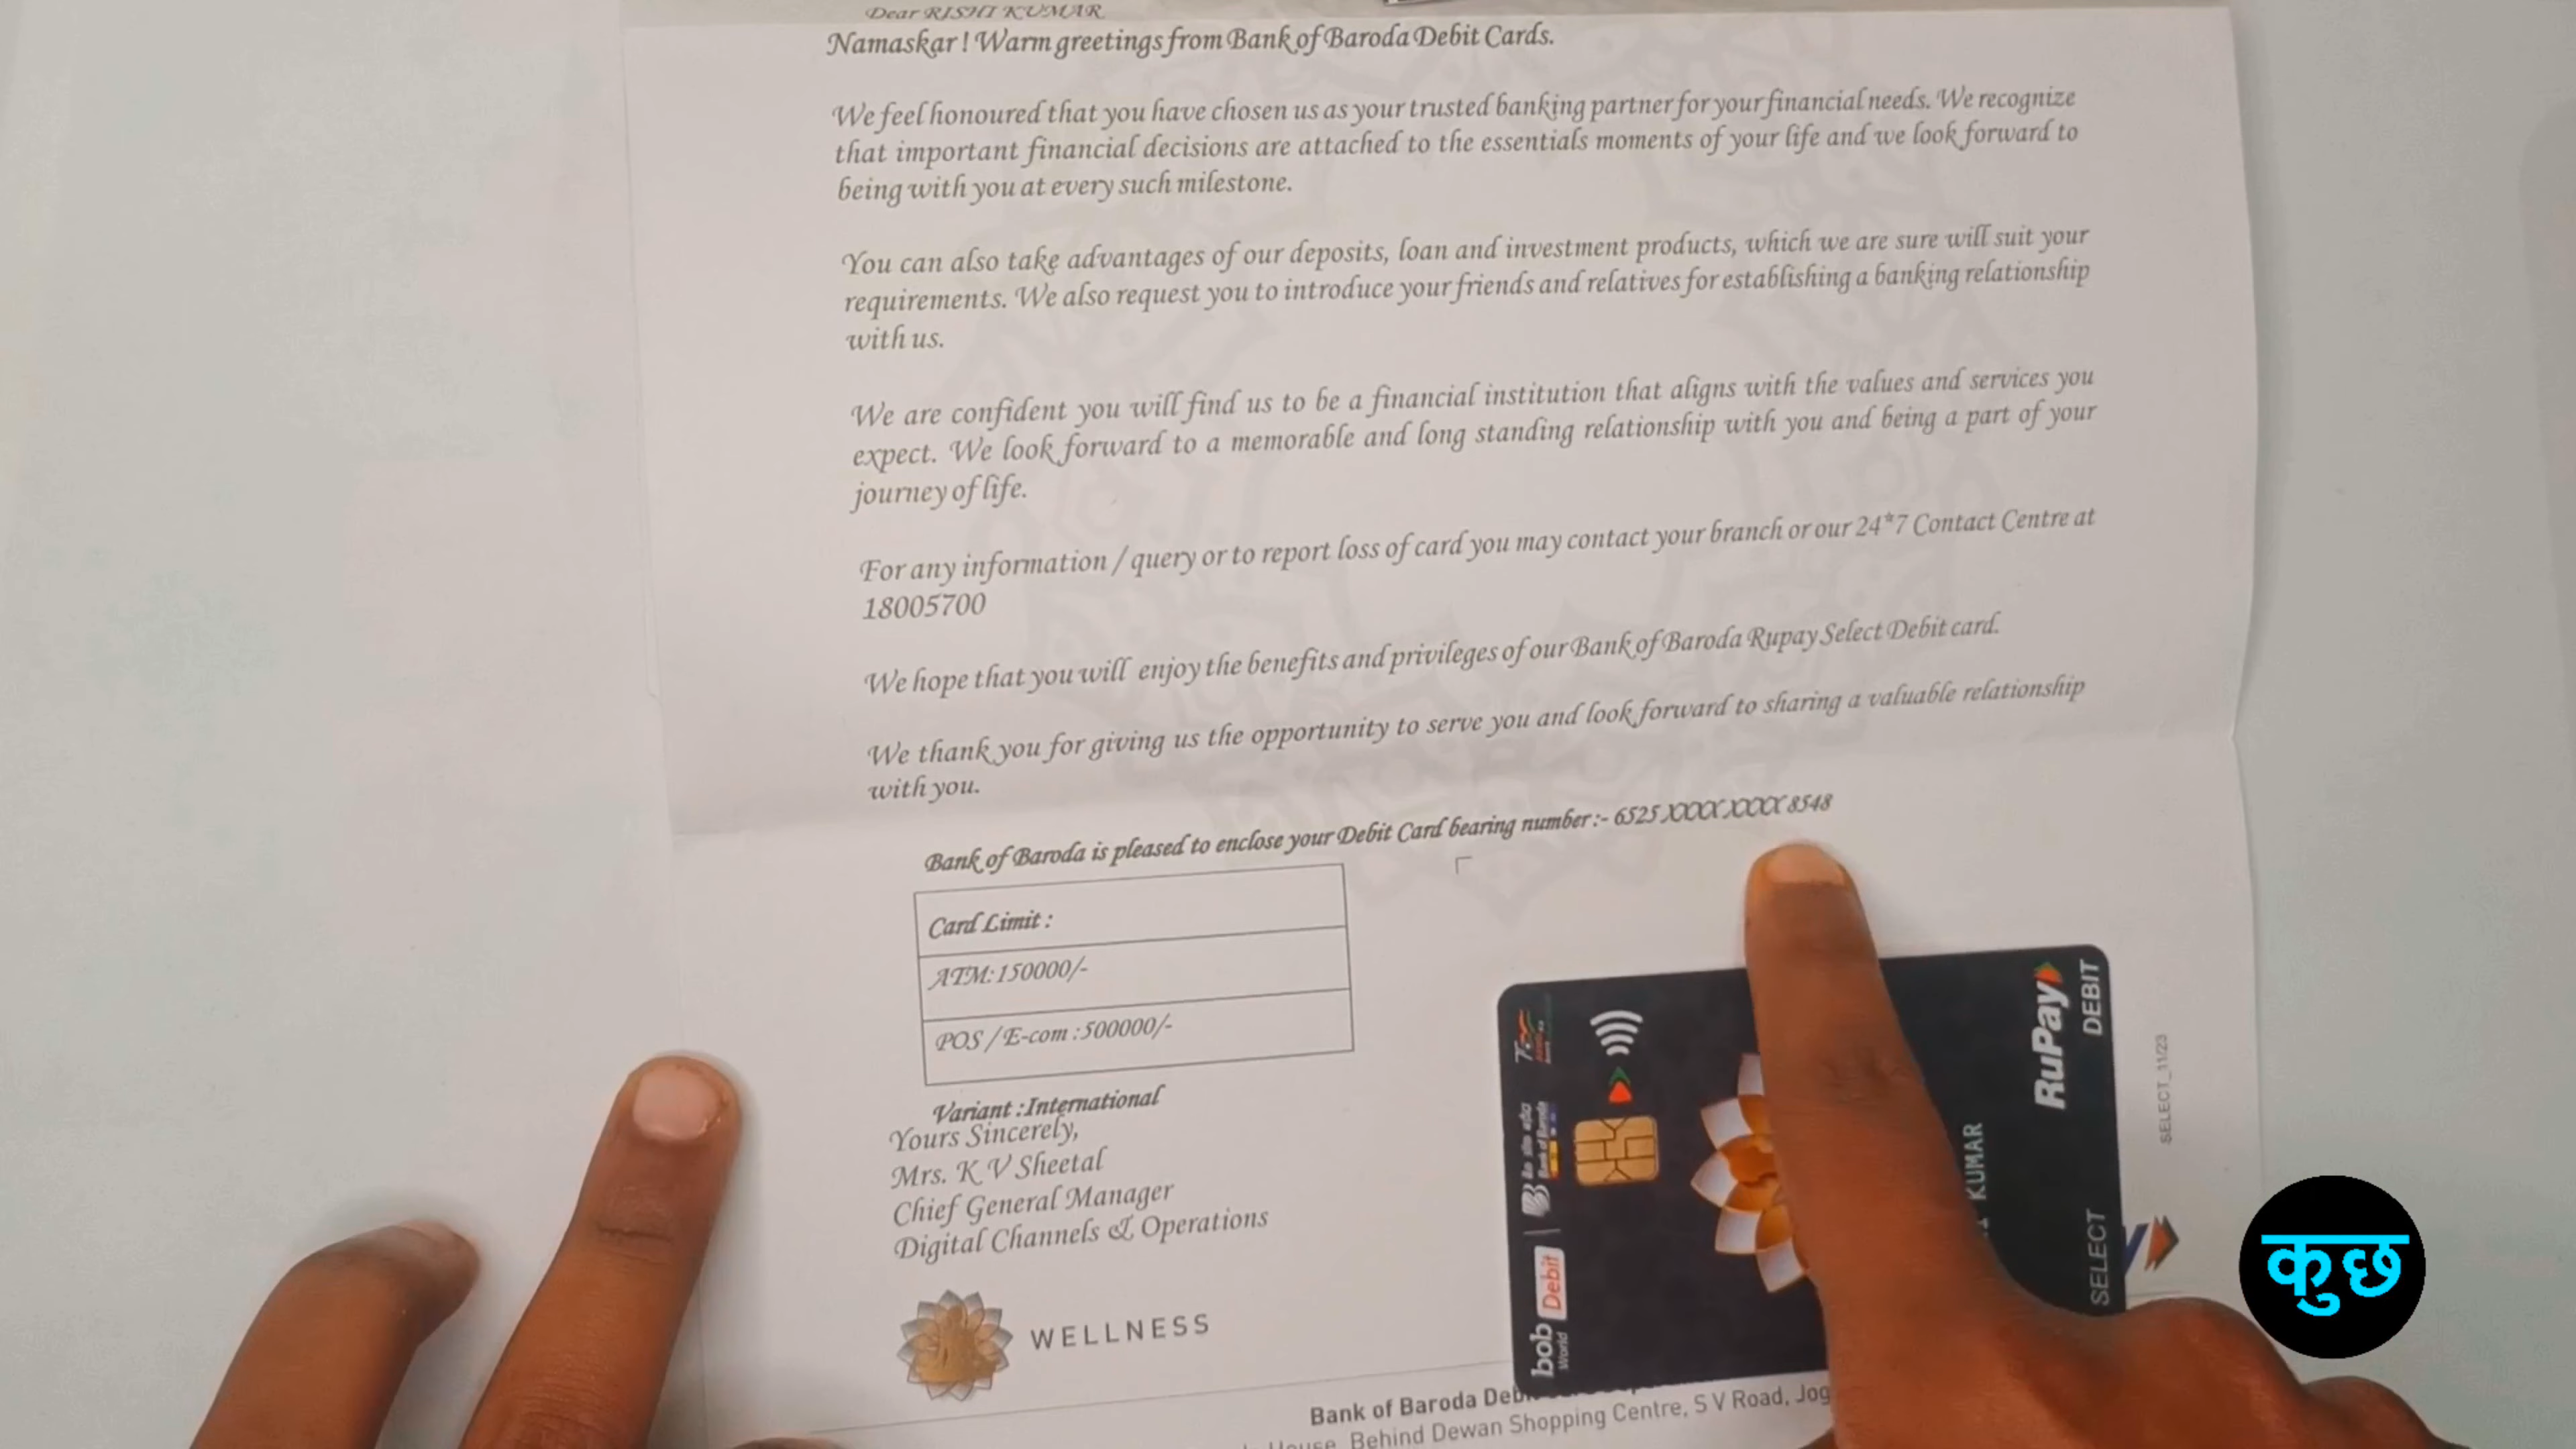 Dear RISHI KUMAR
Namaskar ! Warm greetings from Bank of Baroda Debit Cards.
We feel honoured that you have chosen us as your trusted banking partner for your financial needs. We recognize
that important financial decisions are attached to the essentials moments of your life and we look forward to
being with you at every such milestone.
You can also take advantages of our deposits, loan and investment products, which we are sure will suit your
requirements. We also request you to introduce your friends and relatives for establishing a banking relationship
with us.
We are confident you will find us to be a financial institution that aligns with the values and services you
expect. We look forward to a memorable and long standing relationship with you and being a part of your
journey of life.
For any information / query or to report loss of card you may contact your branch or our 24*7 Contact Centre at
18005700
We hope that you will enjoy the benefits and privileges of our Bank of Baroda Rupay Select Debit card.
We thank you for giving us the opportunity to serve you and look forward to sharing a valuable relationship
with you.
Bank of Baroda is pleased to enclose your Debit Card bearing number :- 6525 XXXX XXXX 8548
Card Limit :
ATM:150000/-
POS / E-com :500000/-
Variant :International
Yours Sincerely,
Mrs. K V Sheetal
Chief General Manager
Digital Channels & Operations
WELLNESS
bob Debit
World
बैंक ऑफ़ बड़ौदा
Bank of Baroda
KUMAR
RuPay
DEBIT
SELECT
SELECT_11/23
कुछ
Bank of Baroda
Behind Dewan Shopping Centre, S V Road,